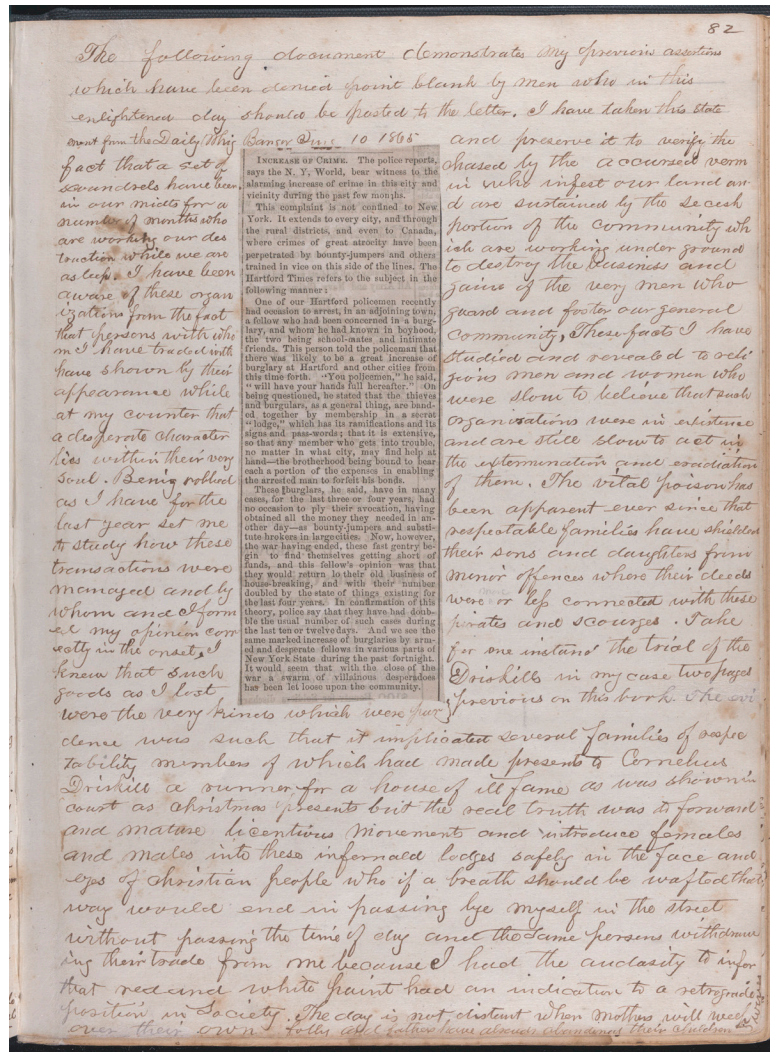 82
The following document demonstrates my previous assertions
which have been denied point blank by men who in this
enlightened day should be posted to the letter. I have taken this state
ment from the Daily Whig Bangor June 10 1865
fact that a set of
scoundrels have been
in our midts for a
number of months who
are working our des
truction while we are
asleep. I have been
aware of these organ
izations from the fact
that persons with who
m I have traded with
have shown by their
appearance while
at my counter that
a desperate character
lies within their very
soul. Being robbed
as I have for the
last year set me
to study how these
transactions were
managed and by
whom and I form
ed my opinion corr
ectly in the onset. I
knew that such
goods as I lost
were the very kinds which were pur
INCREASE OF CRIME. The police reports,
says the N. Y. World, bear witness to the
alarming increase of crime in this city and
vicinity during the past few months.
This complaint is not confined to New
York. It extends to every city, and through
the rural districts, and even to Canada,
where crimes of great atrocity have been
perpetrated by bounty-jumpers and others
trained in vice on this side of the lines. The
Hartford Times refers to the subject in the
following manner:
One of our Hartford policemen recently
had occasion to arrest, in an adjoining town,
a fellow who had been concerned in a burg-
lary, and whom he had known in boyhood,
the two being school-mates and intimate
friends. This person told the policeman that
there was likely to be a great increase of
burglary at Hartford and other cities from
this time forth. "You policemen," he said,
"will have your hands full hereafter." On
being questioned, he stated that the thieves
and burgulars, as a general thing, are band-
ed together by membership in a secret
"lodge," which has its ramifications and its
signs and pass-words; that it is extensive,
so that any member who gets into trouble,
no matter in what city, may find help at
hand—the brotherhood being bound to bear
each a portion of the expenses in enabling
the arrested man to forfeit his bonds.
These burglars, he said, have in many
cases, for the last three or four years, had
no occasion to ply their avocation, having
obtained all the money they needed in an-
other day—as bounty-jumpers and substi-
tute brokers in largecities. Now, however,
the war having ended, these fast gentry be-
gin to find themselves getting short of
funds, and this fellow's opinion was that
they would return to their old business of
house-breaking, and with their number
doubled by the state of things existing for
the last four years. In confirmation of this
theory, police say that they have had doub-
ble the usual number of such cases during
the last ten or twelve days. And we see the
same marked increase of burglaries by arm-
ed and desperate fellows in various parts of
New York State during the past fortnight.
It would seem that with the close of the
war a swarm of villainous desperadoes
has been let loose upon the community.
and preserve it to verify the
chased by the accursed verm
in who infest our land an
d are sustained by the secesh
portion of the community wh
ich are working under ground
to destroy the business and
gains of the very men who
guard and foster our general
community, These facts I have
studied and revealed to reli
gious men and women who
were slow to believe that such
organisations were in existence
and are still slow to act in
the extermination and eradiation
of them. The vital poison has
been apparent ever since that
respectable families have shielded
their sons and daughters from
minor offences where their deeds
were more or less connected with these
perates and scourges. Take
for one instand the trial of the
Driskills in my case two pages
previous on this book. The evi
dence was such that it implicated several families of respec
tability, members of which had made presents to Cornelius
Driskill a runner for a house of ill fame as was shown in
court as christmas presents but the real truth was to forward
and mature licentious movements and introduce females
and males into these infernald lodges safely in the face and
eyes of christian people who if a breath should be wafted that
way would end in passing bye myself in the street
without passing the time of day and the same persons withdraw
ing their trade from me because I had the audasity to infor
that red and white paint had an indication to a retrograde
position in Society. The day is not distant when mothers will weep
over their own folly and fathers have already abandoned their children